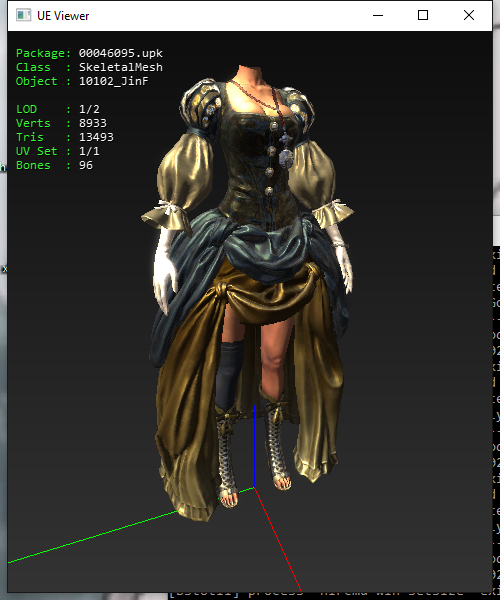 UE Viewer
Package: 00046095.upk
Class : SkeletalMesh
Object : 10102_JinF
LOD : 1/2
Verts : 8933
Tris : 13493
UV Set : 1/1
Bones : 96